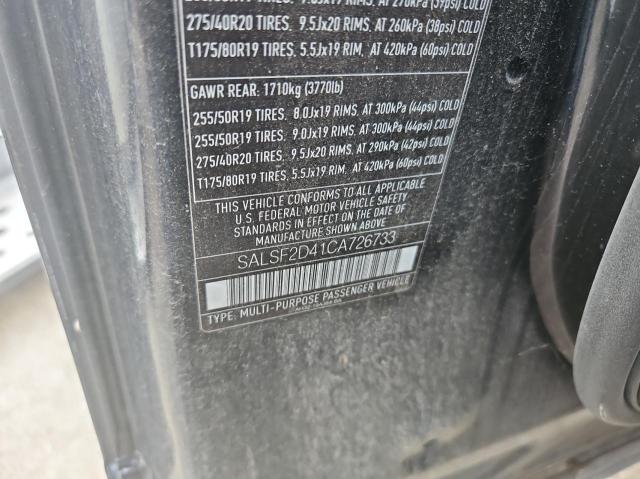 275/40R20 TIRES, 9.5Jx20 RIMS, AT 260kPa (38psi) COLD
T175/80R19 TIRES, 5.5Jx19 RIM, AT 420kPa (60psi) COLD
GAWR REAR: 1710kg (3770lb)
255/50R19 TIRES, 8.0Jx19 RIMS, AT 300kPa (44psi) COLD
255/50R19 TIRES, 9.0Jx19 RIMS, AT 300kPa (44psi) COLD
275/40R20 TIRES, 9.5Jx20 RIMS, AT 290kPa (42psi) COLD
T175/80R19 TIRES, 5.5Jx19 RIM, AT 420kPa (60psi) COLD
THIS VEHICLE CONFORMS TO ALL APPLICABLE
U.S. FEDERAL MOTOR VEHICLE SAFETY
STANDARDS IN EFFECT ON THE DATE OF
MANUFACTURE SHOWN ABOVE
SALSF2D41CA726733
TYPE: MULTI-PURPOSE PASSENGER VEHICLE